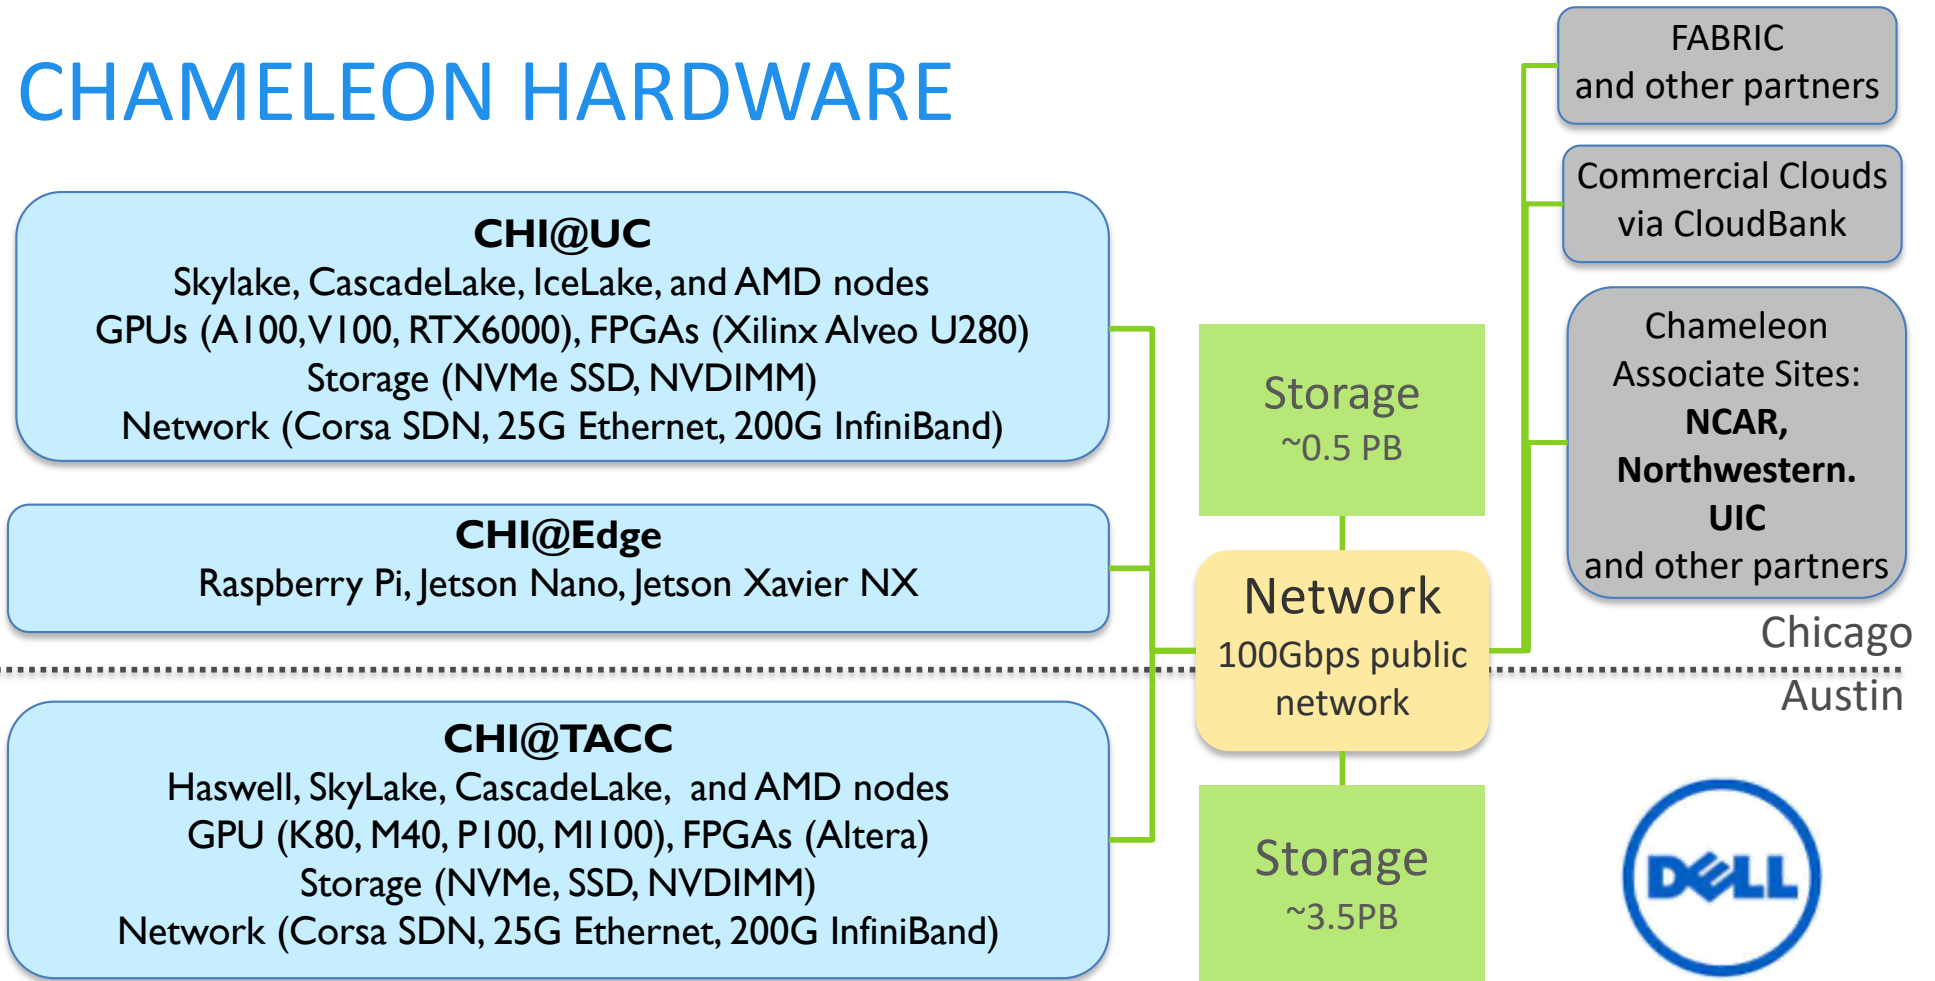 CHAMELEON HARDWARE
CHI@UC
Skylake, CascadeLake, IceLake, and AMD nodes
GPUs (A100, V100, RTX6000), FPGAs (Xilinx Alveo U280)
Storage (NVMe SSD, NVDIMM)
Network (Corsa SDN, 25G Ethernet, 200G InfiniBand)
CHI@Edge
Raspberry Pi, Jetson Nano, Jetson Xavier NX
CHI@TACC
Haswell, SkyLake, CascadeLake, and AMD nodes
GPU (K80, M40, P100, MI100), FPGAs (Altera)
Storage (NVMe, SSD, NVDIMM)
Network (Corsa SDN, 25G Ethernet, 200G InfiniBand)
Storage
~0.5 PB
Network
100Gbps public
network
Storage
~3.5PB
FABRIC
and other partners
Commercial Clouds
via CloudBank
Chameleon
Associate Sites:
NCAR,
Northwestern.
UIC
and other partners
Chicago
Austin
DELL